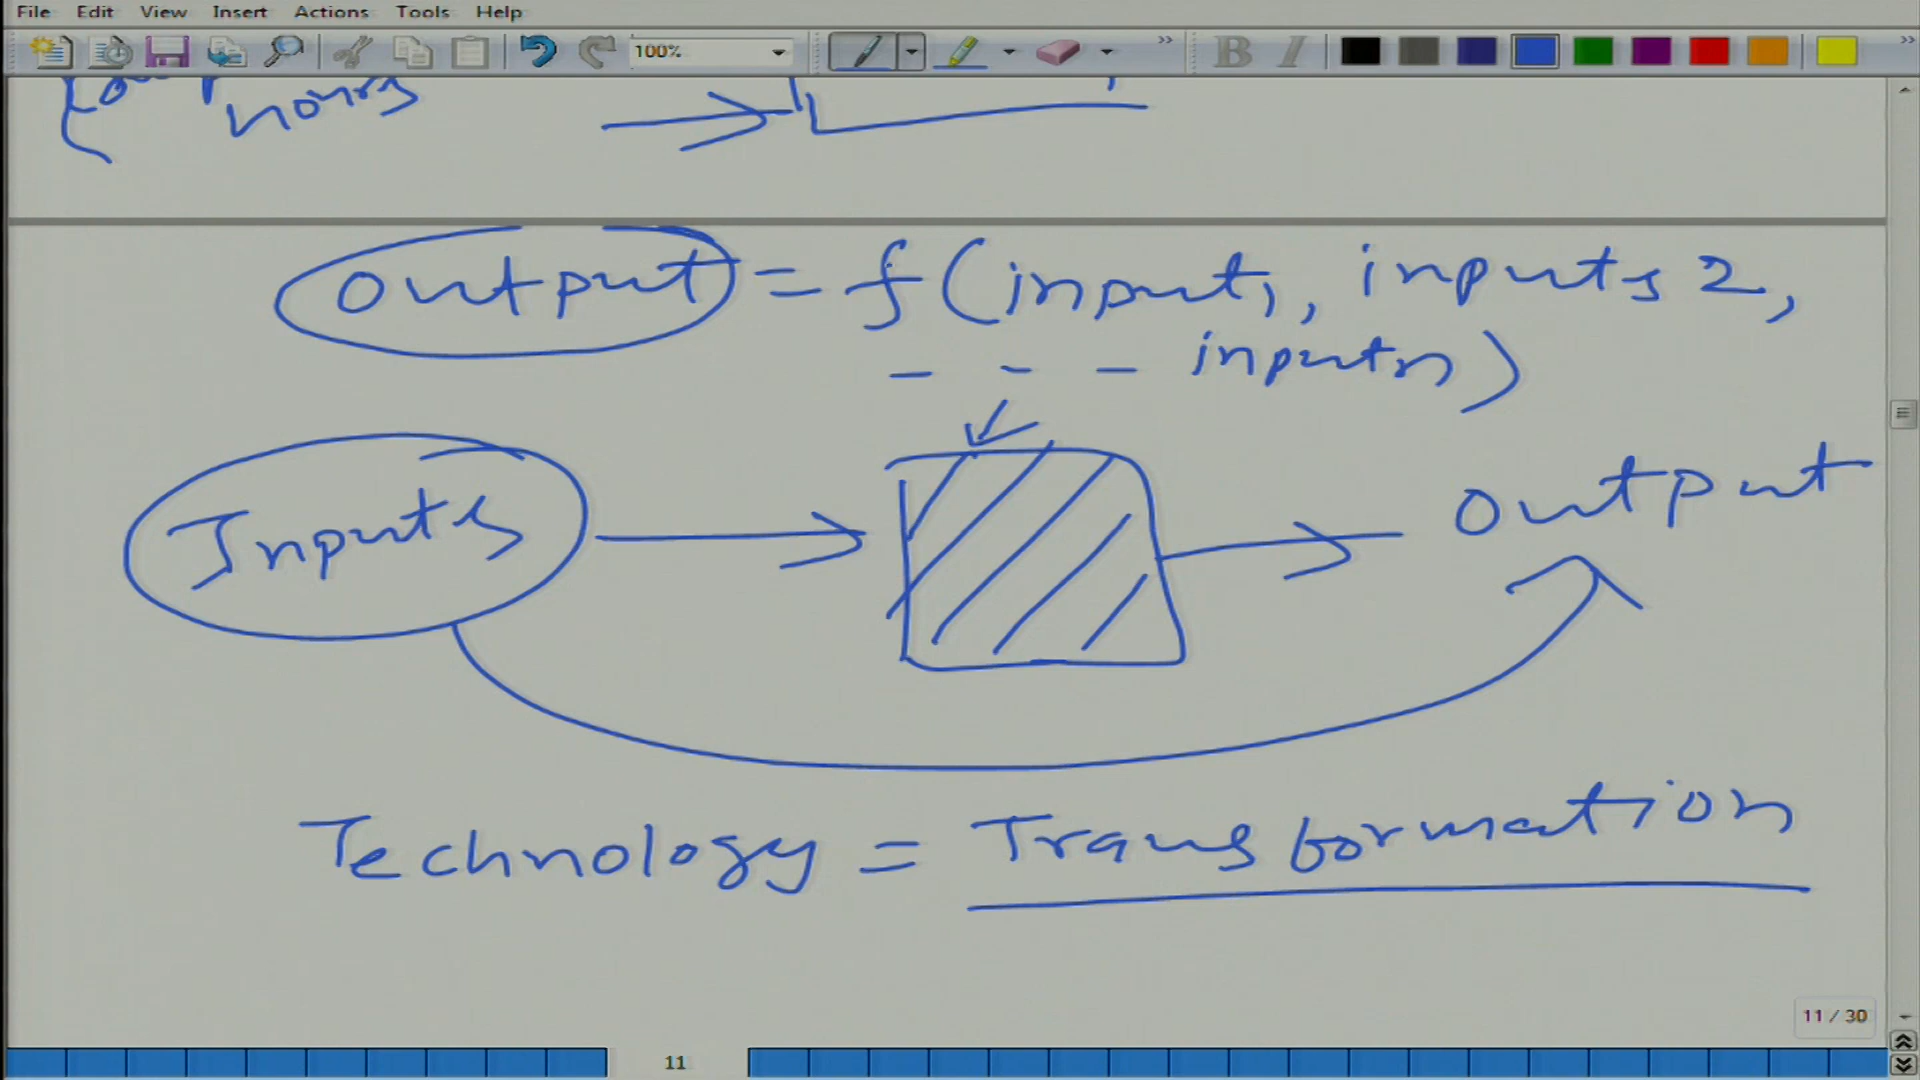 File Edit View Insert Actions Tools Help
100%
B I
hours
output = f(input1, inputs 2,
- - - inputn)
Inputs
output
Technology = Transformation
11 / 30
11